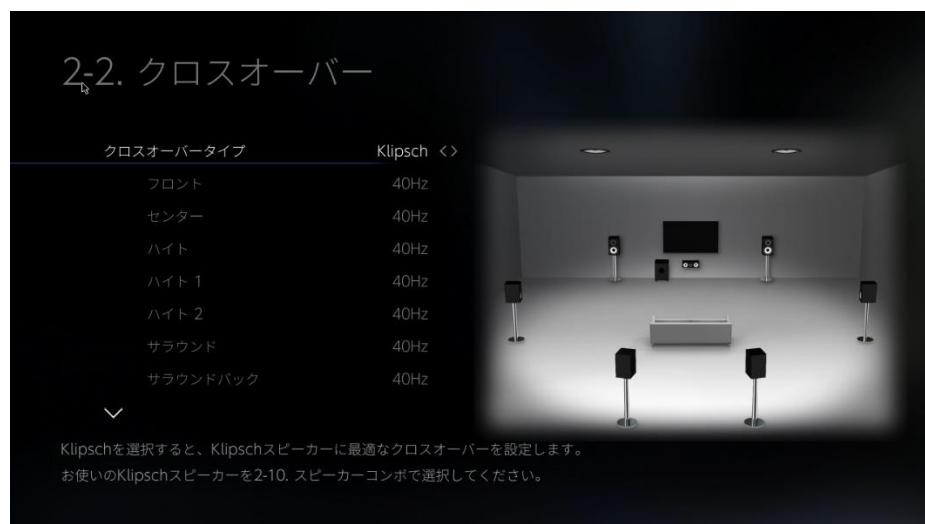 2-2. クロスオーバー
クロスオーバータイプ Klipsch <>
フロント 40Hz
センター 40Hz
ハイト 40Hz
ハイト 1 40Hz
ハイト 2 40Hz
サラウンド 40Hz
サラウンドバック 40Hz
Klipschを選択すると、Klipschスピーカーに最適なクロスオーバーを設定します。
お使いのKlipschスピーカーを2-10. スピーカーコンボで選択してください。